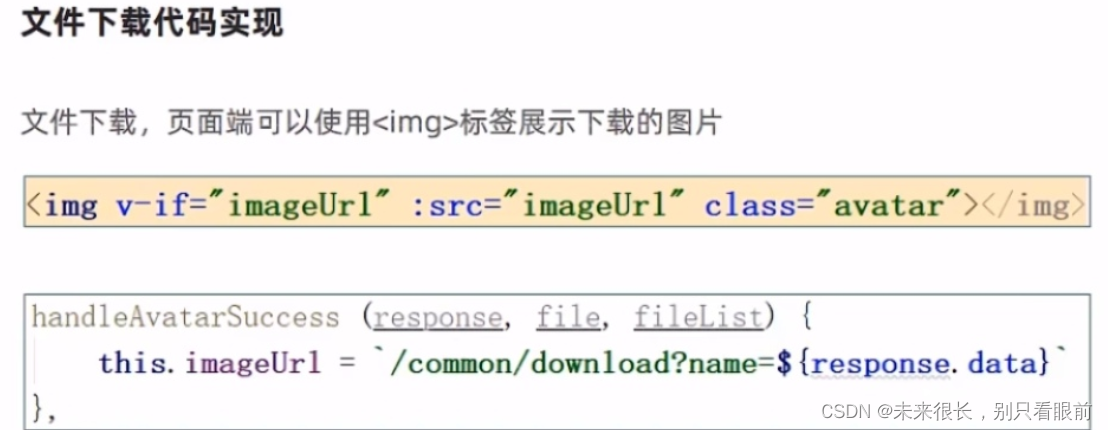 文件下载代码实现
文件下载，页面端可以使用<img>标签展示下载的图片
<img v-if="imageUrl" :src="imageUrl" class="avatar"></img>
handleAvatarSuccess (response, file, fileList) {
this.imageUrl = `/common/download?name=${response.data}`
},
CSDN @未来很长，别只看眼前